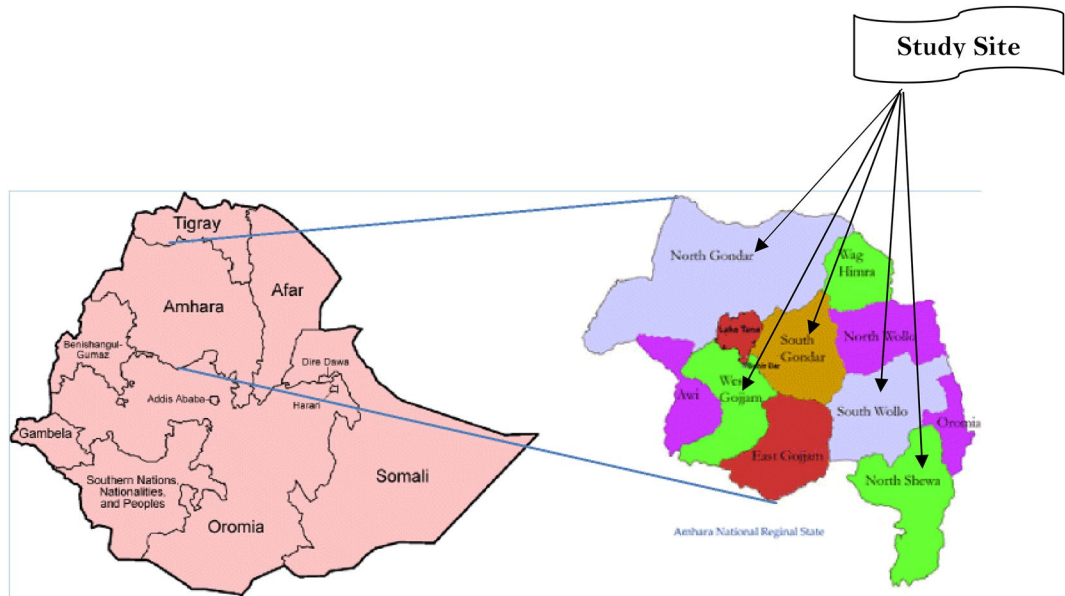 Study Site
Tigray
Afar
Amhara
Benishangul-
Gumaz
Dire Dawa
Addis Ababa
Harari
Gambela
Southern Nations,
Nationalities,
and Peoples
Somali
Oromia
North Gondar
Wag
Himra
Lake Tana
South
Gondar
North Wollo
Bahir Dar
West
Gojjam
Awi
South Wollo
Oromia
East Gojjam
North Shewa
Amhara National Reginal State